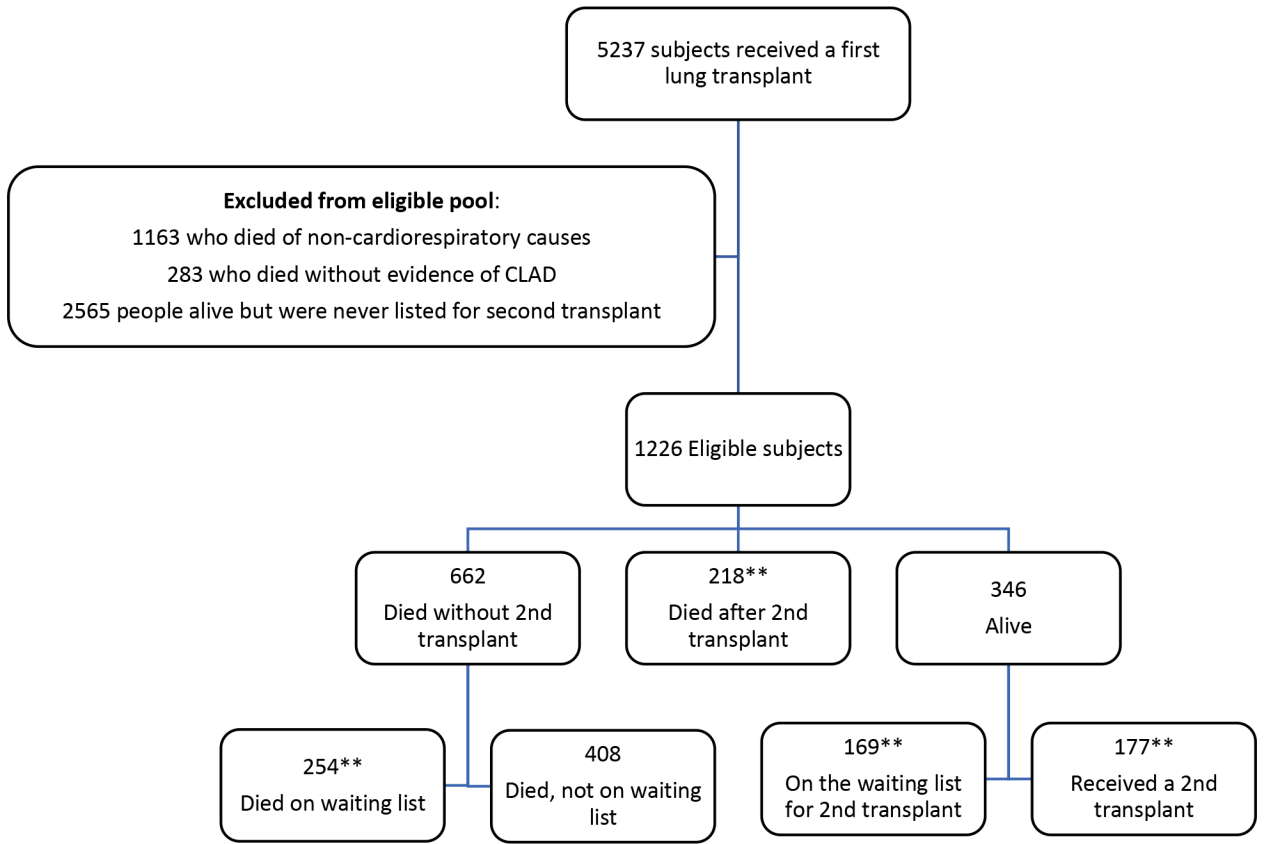 5237 subjects received a first
lung transplant
Excluded from eligible pool:
1163 who died of non-cardiorespiratory causes
283 who died without evidence of CLAD
2565 people alive but were never listed for second transplant
1226 Eligible subjects
662
Died without 2nd
transplant
218**
Died after 2nd
transplant
346
Alive
254**
Died on waiting list
408
Died, not on waiting
list
169**
On the waiting list
for 2nd transplant
177**
Received a 2nd
transplant